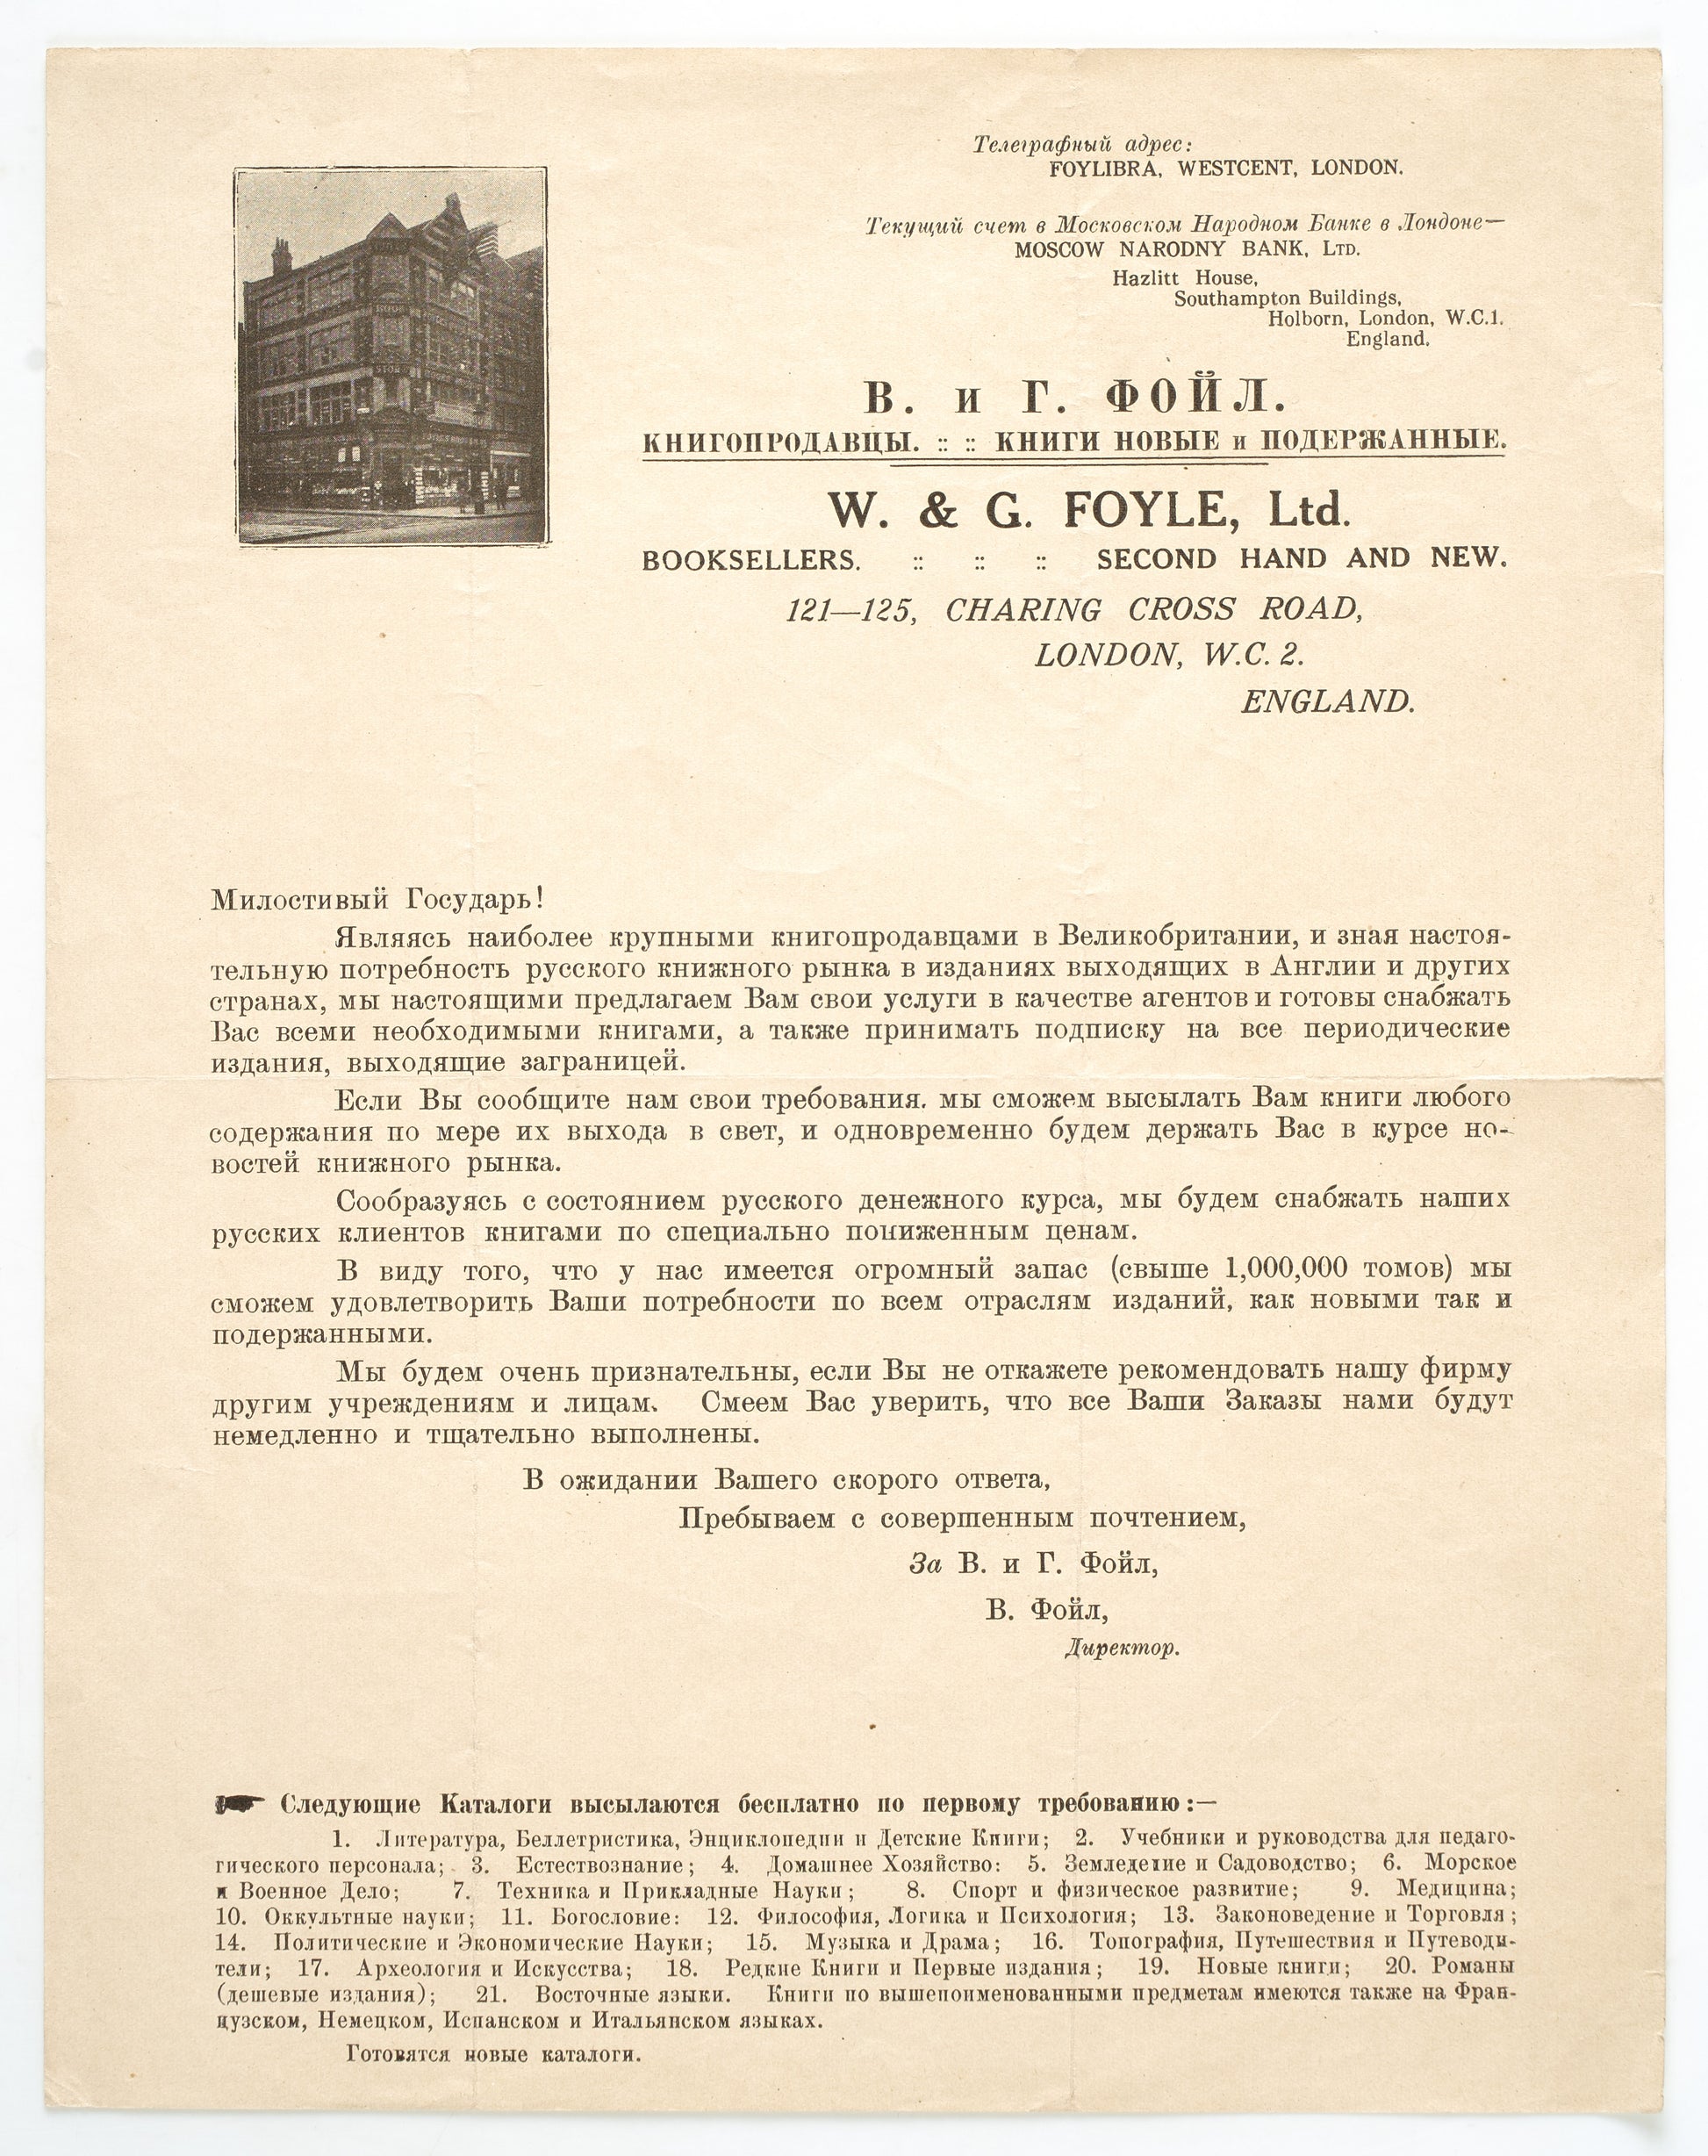 Телеграфный адрес:
FOYLIBRA, WESTCENT, LONDON.
Текущий счет в Московском Народном Банке в Лондоне—
MOSCOW NARODNY BANK, LTD.
Hazlitt House,
Southampton Buildings,
Holborn, London, W.C.1.
England.
В. и Г. ФОЙЛ.
КНИГОПРОДАВЦЫ. :: :: КНИГИ НОВЫЕ и ПОДЕРЖАННЫЕ.
W. & G. FOYLE, Ltd.
BOOKSELLERS. :: :: :: SECOND HAND AND NEW.
121—125, CHARING CROSS ROAD,
LONDON, W.C. 2.
ENGLAND.
Милостивый Государь!
Являясь наиболее крупными книгопродавцами в Великобритании, и зная настоя-
тельную потребность русского книжного рынка в изданиях выходящих в Англии и других
странах, мы настоящими предлагаем Вам свои услуги в качестве агентов и готовы снабжать
Вас всеми необходимыми книгами, а также принимать подписку на все периодические
издания, выходящие заграницей.
Если Вы сообщите нам свои требования. мы сможем высылать Вам книги любого
содержания по мере их выхода в свет, и одновременно будем держать Вас в курсе но-
востей книжного рынка.
Сообразуясь с состоянием русского денежного курса, мы будем снабжать наших
русских клиентов книгами по специально пониженным ценам.
В виду того, что у нас имеется огромный запас (свыше 1,000,000 томов) мы
сможем удовлетворить Ваши потребности по всем отраслям изданий, как новыми так и
подержанными.
Мы будем очень признательны, если Вы не откажете рекомендовать нашу фирму
другим учреждениям и лицам. Смеем Вас уверить, что все Ваши Заказы нами будут
немедленно и тщательно выполнены.
В ожидании Вашего скорого ответа,
Пребываем с совершенным почтением,
За В. и Г. Фойл,
В. Фойл,
Директор.
Следующие Каталоги высылаются бесплатно по первому требованию :—
1. Литература, Беллетристика, Энциклопедии и Детские Книги; 2. Учебники и руководства для педаго-
гического персонала; 3. Естествознание; 4. Домашнее Хозяйство: 5. Земледелие и Садоводство; 6. Морское
и Военное Дело; 7. Техника и Прикладные Науки; 8. Спорт и физическое развитие; 9. Медицина;
10. Оккультные науки; 11. Богословие: 12. Философия, Логика и Психология; 13. Законоведение и Торговля;
14. Политические и Экономические Науки; 15. Музыка и Драма; 16. Топография, Путешествия и Путеводи-
тели; 17. Археология и Искусства; 18. Редкие Книги и Первые издания; 19. Новые книги; 20. Романы
(дешевые издания); 21. Восточные языки. Книги по вышепоименованными предметам имеются также на Фран-
цузском, Немецком, Испанском и Итальянском языках.
Готовятся новые каталоги.